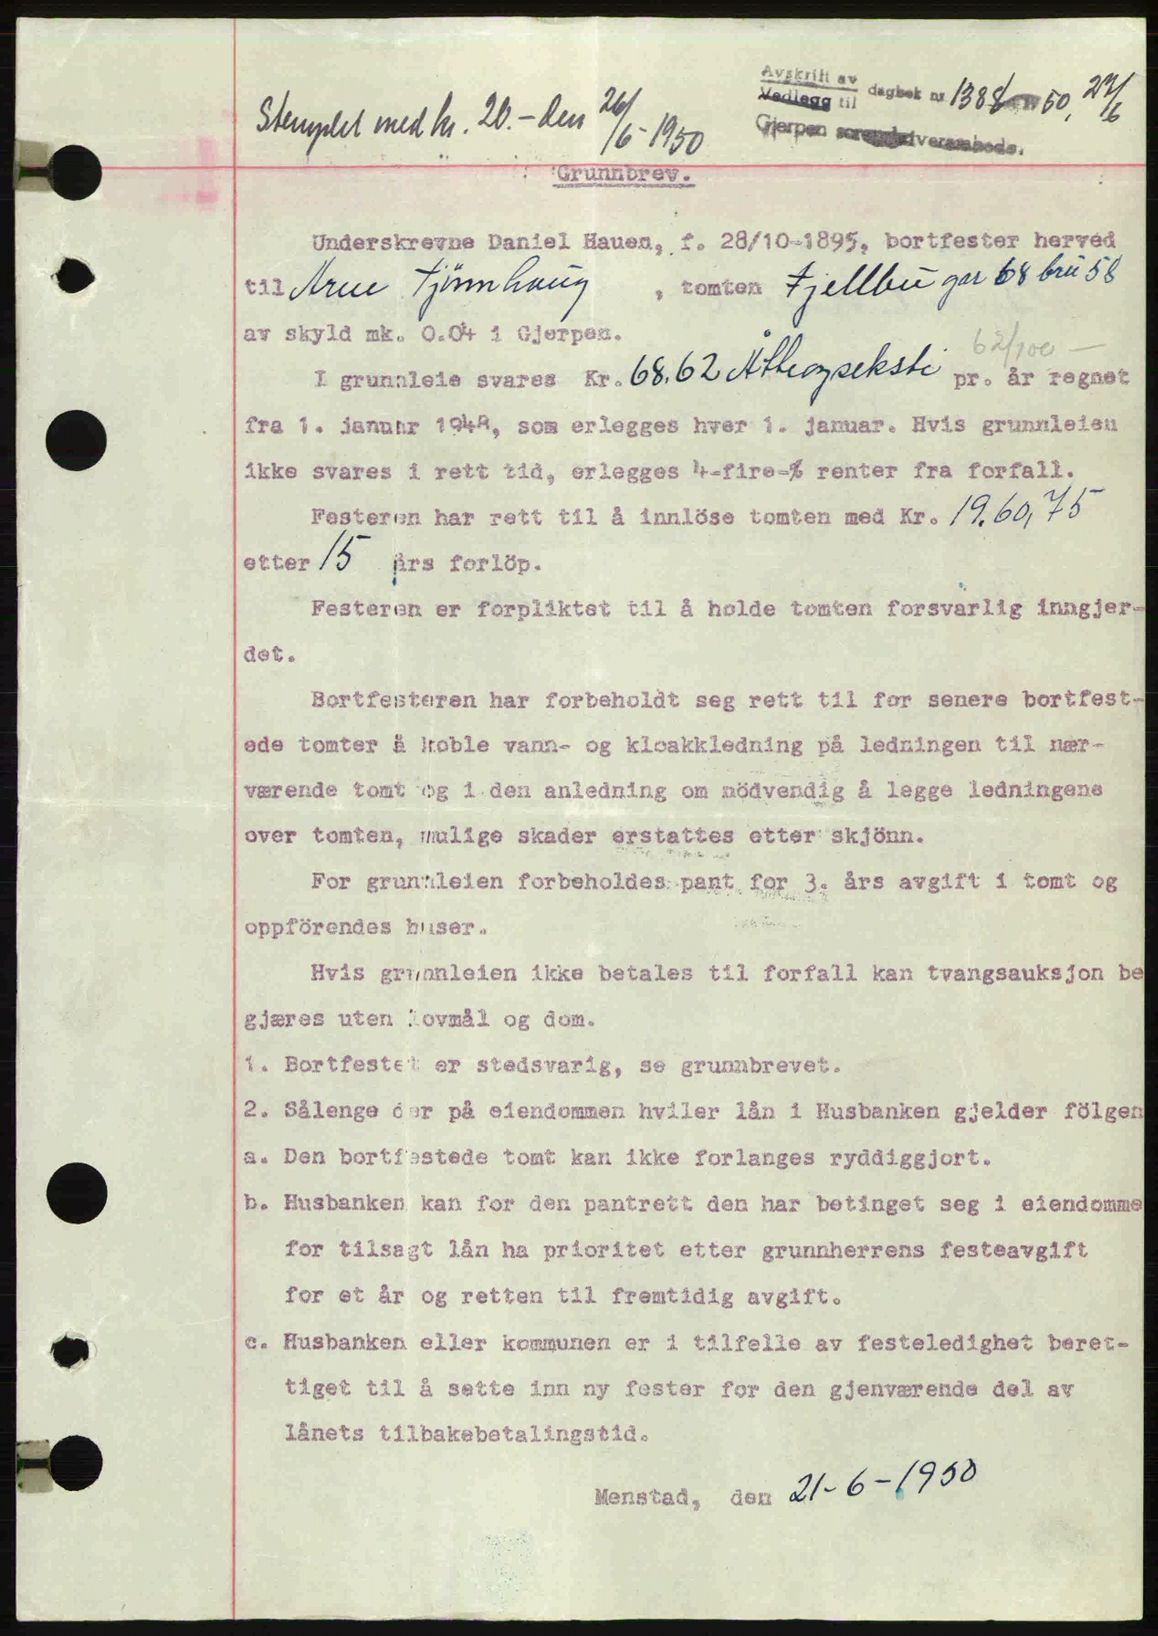 Avskrift av
Vedlegg til dagbok nr 1388 50, 27/6
Gjerpen
Stemplet med kr. 20.- den 26/6-1950
Grunnbrev.
Underskrevne Daniel Hauen, f. 28/10-1895, bortfester herved
til Arne Tjönnhaug, tomten Fjellbu gnr 68 bru 58
av skyld mk. 0.04 i Gjerpen.
62/100 —
I grunnleie svares Kr. 68.62 Åtteogseksti pr. år regnet
fra 1. januar 1948, som erlegges hver 1. januar. Hvis grunnleien
ikke svares i rett tid, erlegges 4-fire-% renter fra forfall.
Festeren har rett til å innlöse tomten med Kr. 19.60,75
etter 15 års forlöp.
Festeren er forpliktet til å holde tomten forsvarlig inngjer-
det.
Bortfesteren har forbeholdt seg rett til for senere bortfest-
ede tomter å koble vann- og kloakkledning på ledningen til nær-
værende tomt og i den anledning om nödvendig å legge ledningene
over tomten, mulige skader erstattes etter skjönn.
For grunnleien forbeholdes pant for 3. års avgift i tomt og
oppförendes huser.
Hvis grunnleien ikke betales til forfall kan tvangsauksjon be
gjæres uten lovmål og dom.
1. Bortfestet er stedsvarig, se grunnbrevet.
2. Sålenge der på eiendommen hviler lån i Husbanken gjelder fölgen
a. Den bortfestede tomt kan ikke forlanges ryddiggjort.
b. Husbanken kan for den pantrett den har betinget seg i eiendomme
for tilsagt lån ha prioritet etter grunnherrens festeavgift
for et år og retten til fremtidig avgift.
c. Husbanken eller kommunen er i tilfelle av festeledighet beret-
tiget til å sette inn ny fester for den gjenværende del av
lånets tilbakebetalingstid.
Menstad, den 21-6-1950